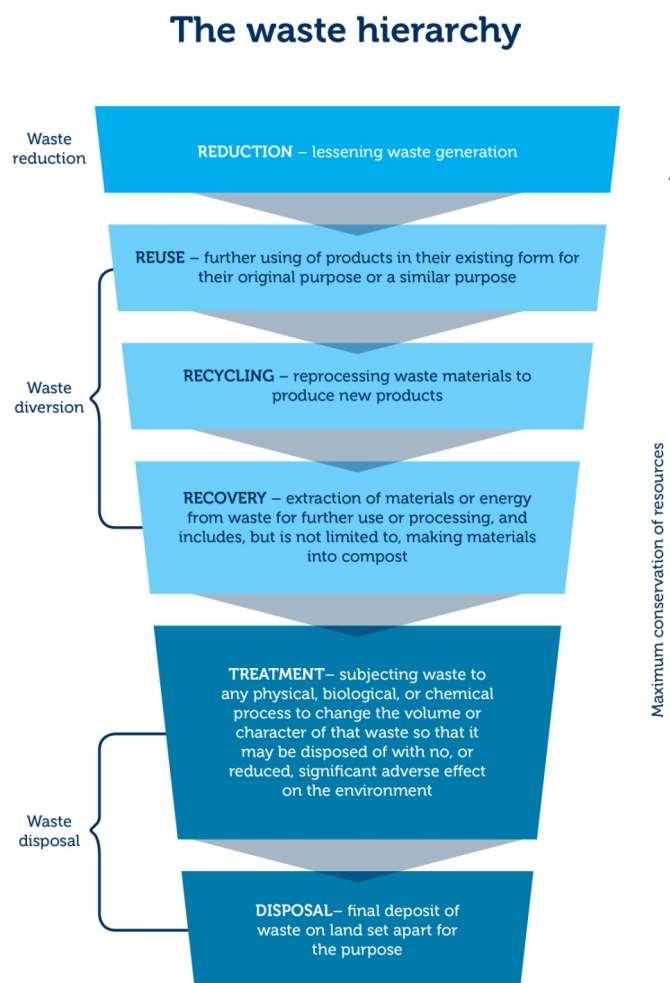 The waste hierarchy
Waste
reduction
REDUCTION – lessening waste generation
REUSE – further using of products in their existing form for
their original purpose or a similar purpose
Waste
diversion
RECYCLING – reprocessing waste materials to
produce new products
RECOVERY – extraction of materials or energy
from waste for further use or processing, and
includes, but is not limited to, making materials
into compost
Maximum conservation of resources
TREATMENT– subjecting waste to
any physical, biological, or chemical
process to change the volume or
character of that waste so that it
may be disposed of with no, or
reduced, significant adverse effect
on the environment
Waste
disposal
DISPOSAL– final deposit of
waste on land set apart for
the purpose